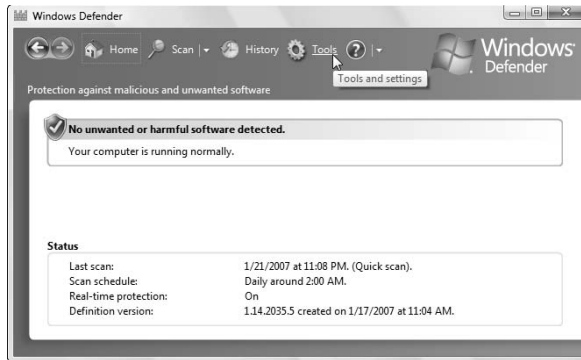 Windows Defender
Home Scan History Tools
Windows Defender
Tools and settings
Protection against malicious and unwanted software
No unwanted or harmful software detected.
Your computer is running normally.
Status
Last scan: 1/21/2007 at 11:08 PM. (Quick scan).
Scan schedule: Daily around 2:00 AM.
Real-time protection: On
Definition version: 1.14.2035.5 created on 1/17/2007 at 11:04 AM.